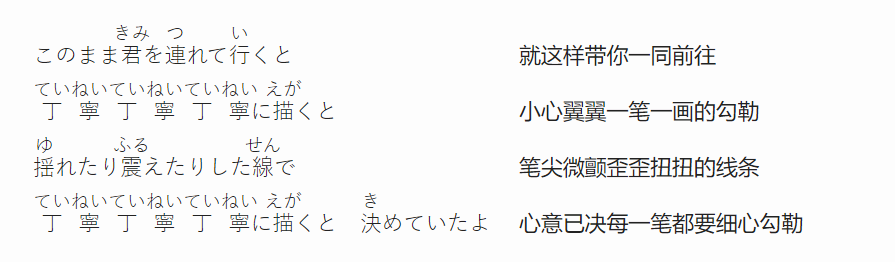 きみ つ い
このまま君を連れて行くと 就这样带你一同前往
ていねいていねいていねい えが
丁寧丁寧丁寧に描くと 小心翼翼一笔一画的勾勒
ゆ ふる せん
揺れたり震えたりした線で 笔尖微颤歪歪扭扭的线条
ていねいていねいていねい えが き
丁寧丁寧丁寧に描くと 決めていたよ 心意已决每一笔都要细心勾勒